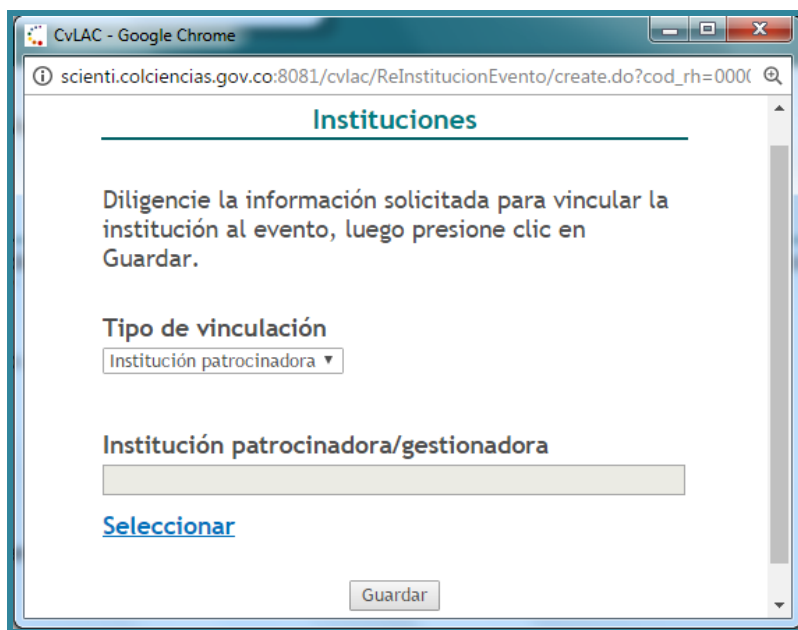 CvLAC - Google Chrome
scienti.colciencias.gov.co:8081/cvlac/ReInstitucionEvento/create.do?cod_rh=0000
Instituciones
Diligencie la información solicitada para vincular la
institución al evento, luego presione clic en
Guardar.
Tipo de vinculación
Institución patrocinadora
Institución patrocinadora/gestionadora
Seleccionar
Guardar